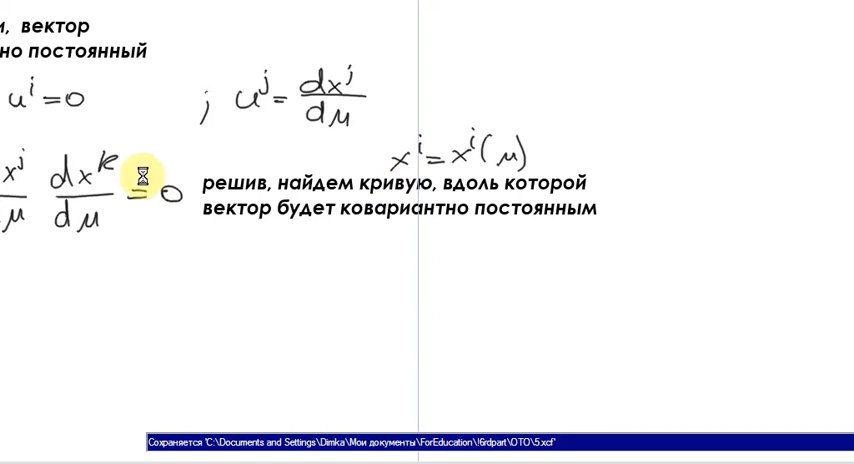 и, вектор
но постоянный
u^i = 0 ; u^j = dx^j/dμ
x^i = x^i(μ)
x^j/μ dx^k/dμ = 0
решив, найдем кривую, вдоль которой
вектор будет ковариантно постоянным
Сохраняется 'C:\Documents and Settings\Dimka\Мои документы\ForEducation\!6rdpart\ОТО\5.xcf'